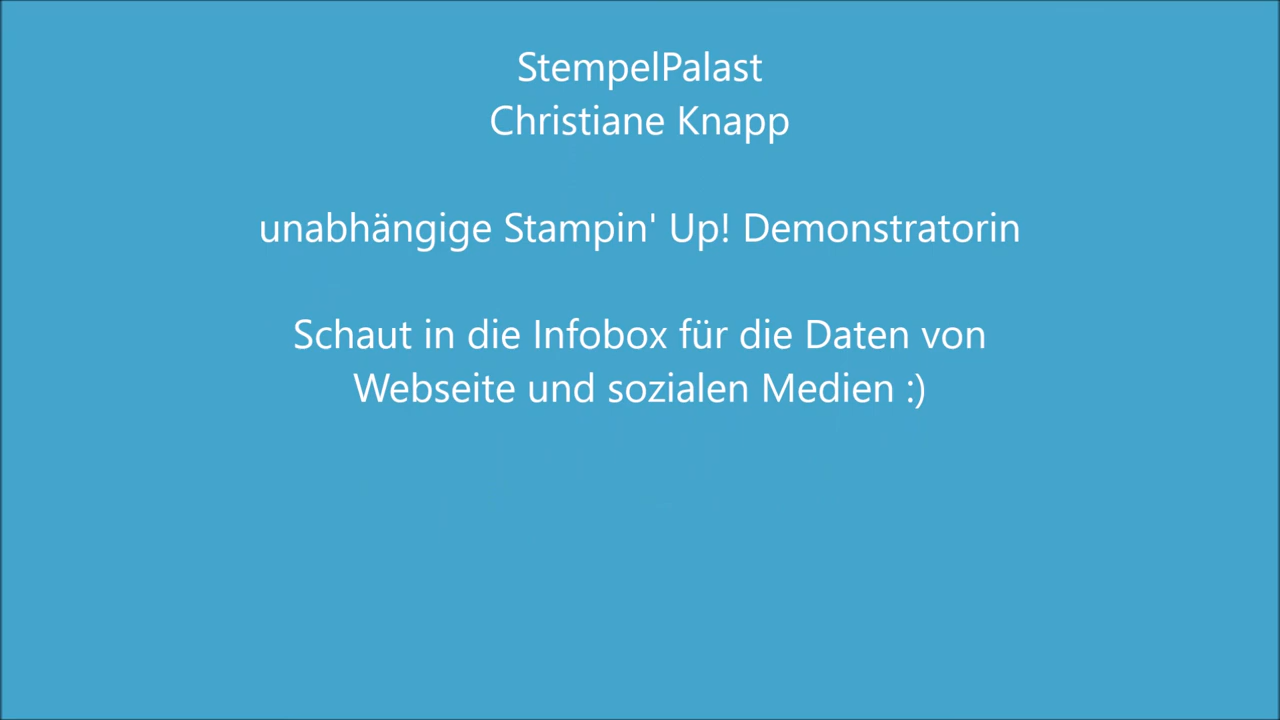 StempelPalast
Christiane Knapp
unabhängige Stampin' Up! Demonstratorin
Schaut in die Infobox für die Daten von
Webseite und sozialen Medien :)